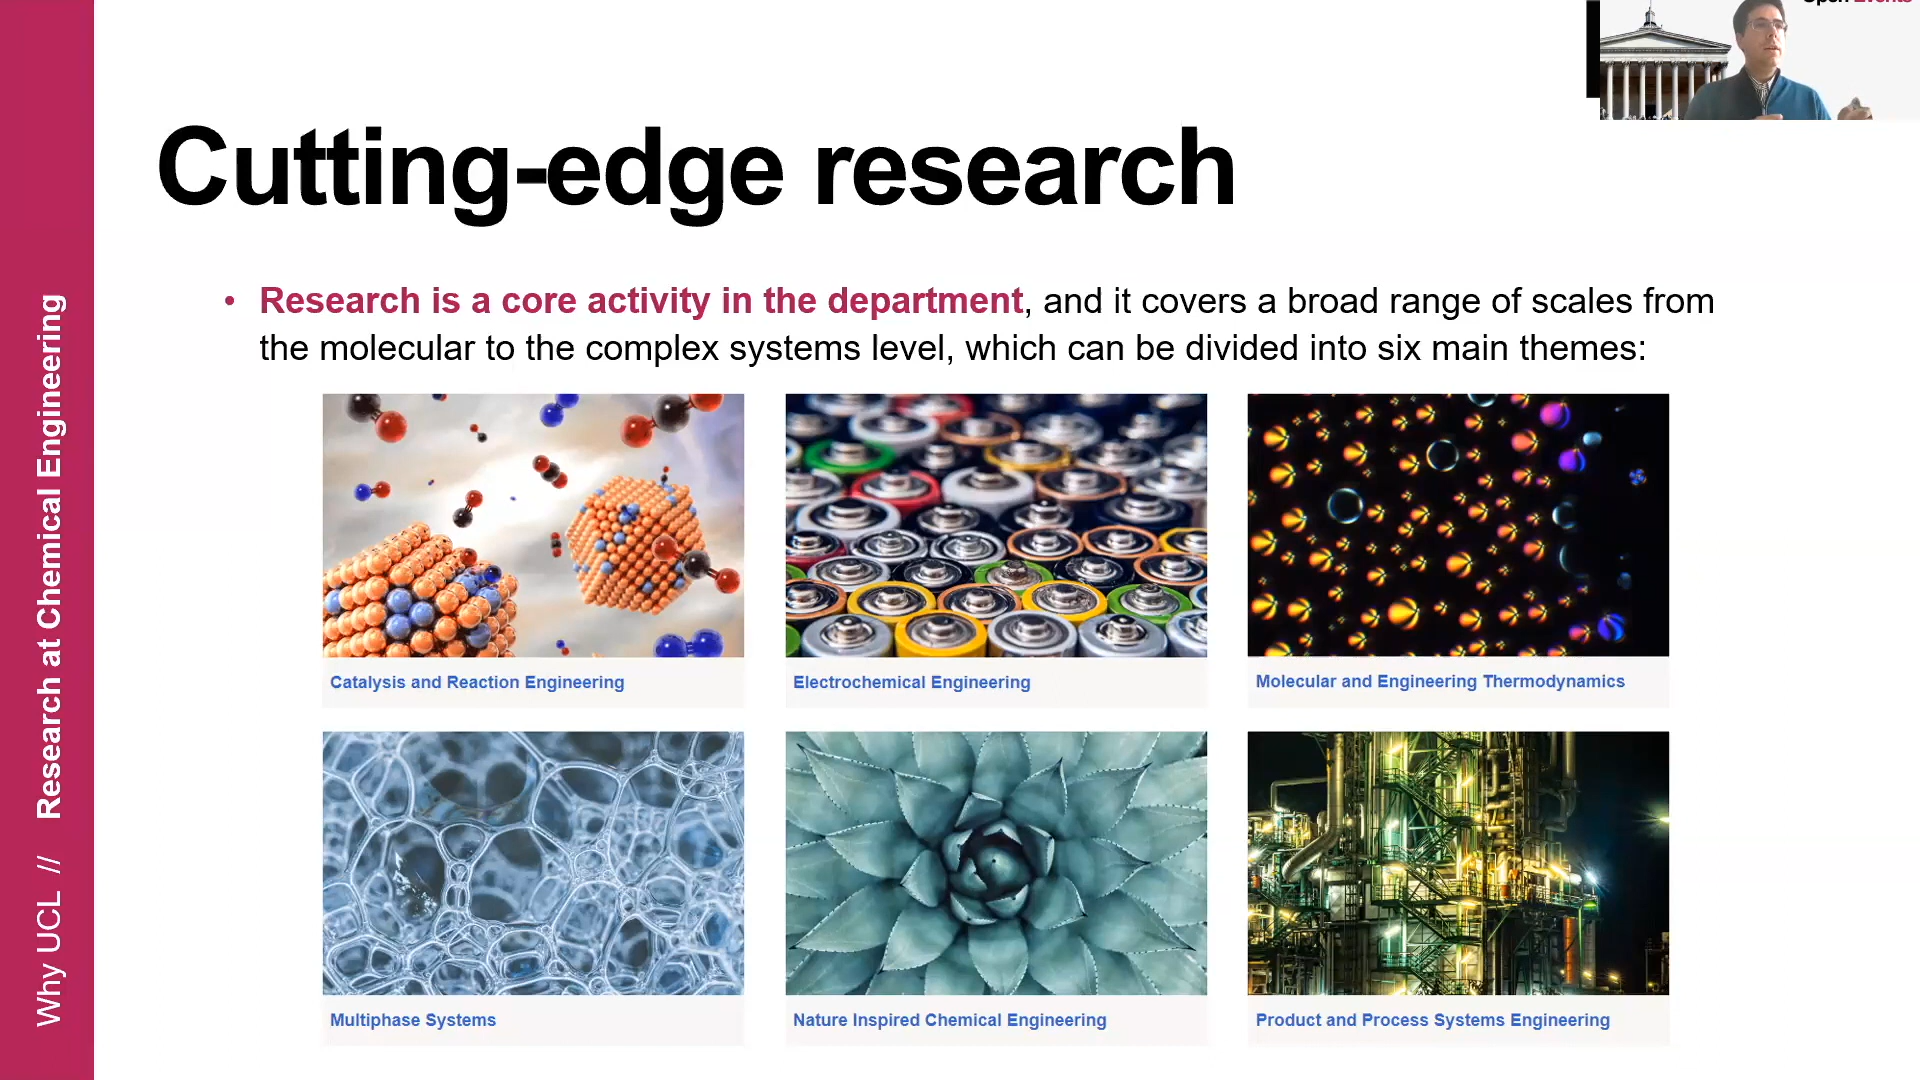 Open Events
Cutting-edge research
• Research is a core activity in the department, and it covers a broad range of scales from
the molecular to the complex systems level, which can be divided into six main themes:
Catalysis and Reaction Engineering
Electrochemical Engineering
Molecular and Engineering Thermodynamics
Multiphase Systems
Nature Inspired Chemical Engineering
Product and Process Systems Engineering
Why UCL // Research at Chemical Engineering